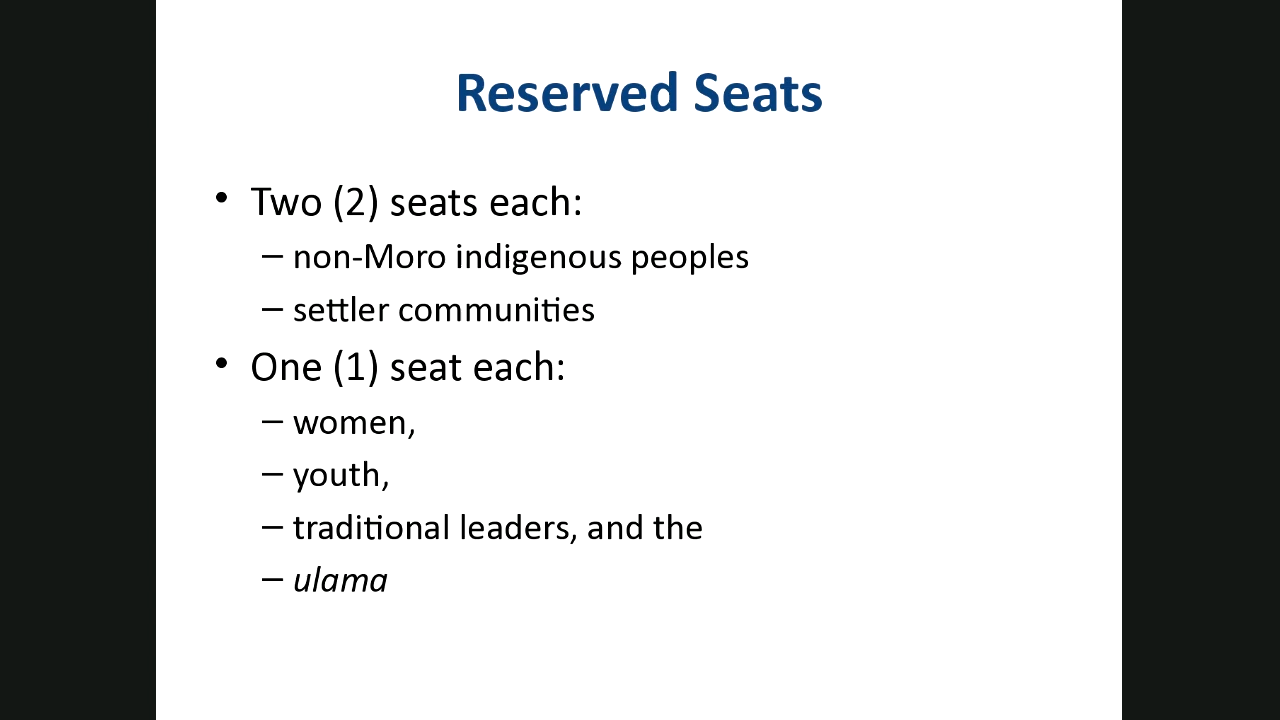 Reserved Seats
• Two (2) seats each:
– non-Moro indigenous peoples
– settler communities
• One (1) seat each:
– women,
– youth,
– traditional leaders, and the
– ulama